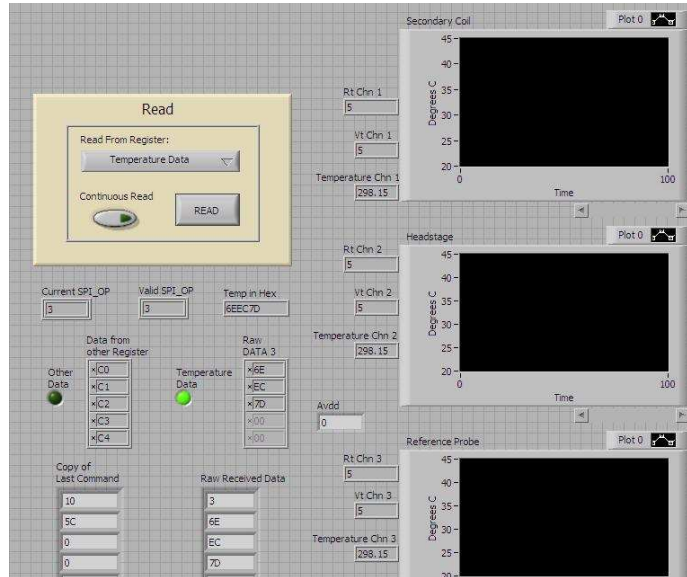 Read
Read From Register:
Temperature Data
Continuous Read
READ
Current SPI_OP
3
Valid SPI_OP
3
Temp in Hex
6EEC7D
Other
Data
Data from
other Register
×C0
×C1
×C2
×C3
×C4
Temperature
Data
Raw
DATA 3
×6E
×EC
×7D
×00
×00
Copy of
Last Command
10
5C
0
0
Raw Received Data
3
6E
EC
7D
Rt Chn 1
5
Vt Chn 1
5
Temperature Chn 1
298.15
Rt Chn 2
5
Vt Chn 2
5
Temperature Chn 2
298.15
Avdd
0
Rt Chn 3
5
Vt Chn 3
5
Temperature Chn 3
298.15
Secondary Coil
Plot 0
Degrees C
45
40
35
30
25
20
0
100
Time
Headstage
Plot 0
Degrees C
45
40
35
30
25
20
0
100
Time
Reference Probe
Plot 0
Degrees C
45
40
35
30
25
20